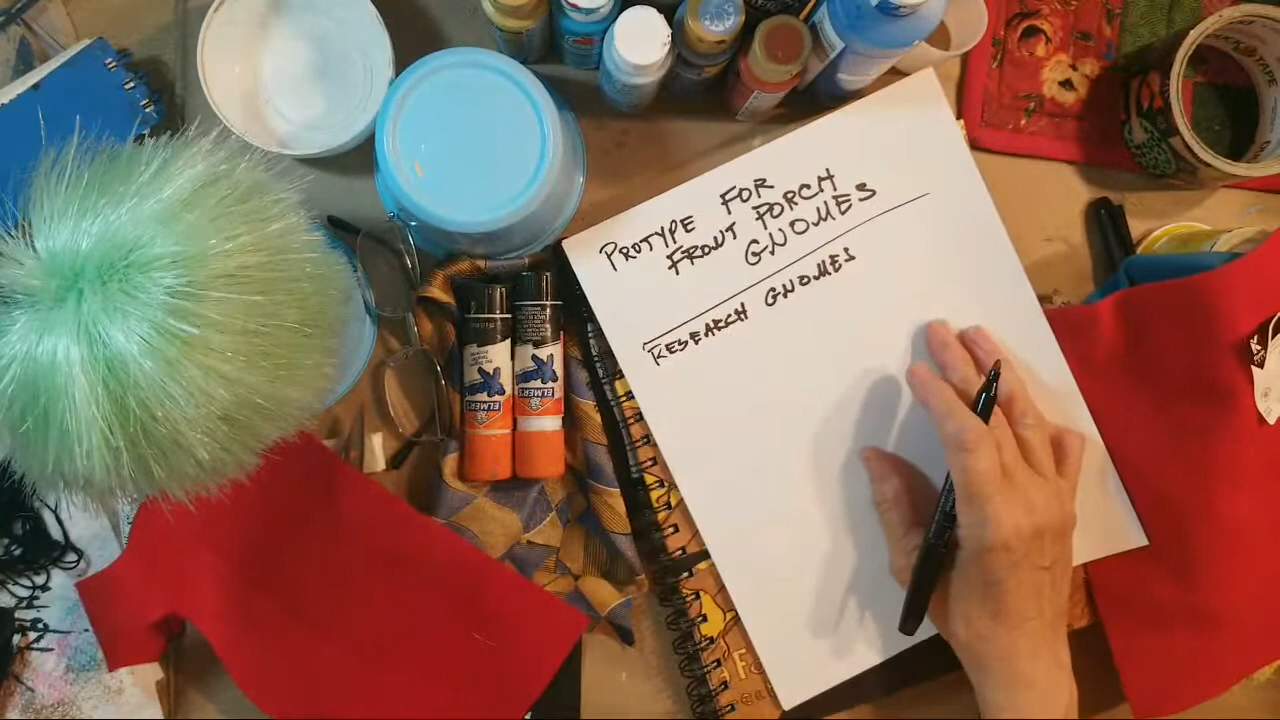 PROTYPE FOR
FRONT PORCH
GNOMES
RESEARCH GNOMES
ELMER'S
ELMER'S